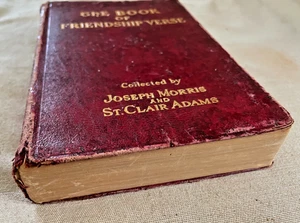 THE BOOK
OF
FRIENDSHIP VERSE
Collected by
JOSEPH MORRIS
AND
ST. CLAIR ADAMS